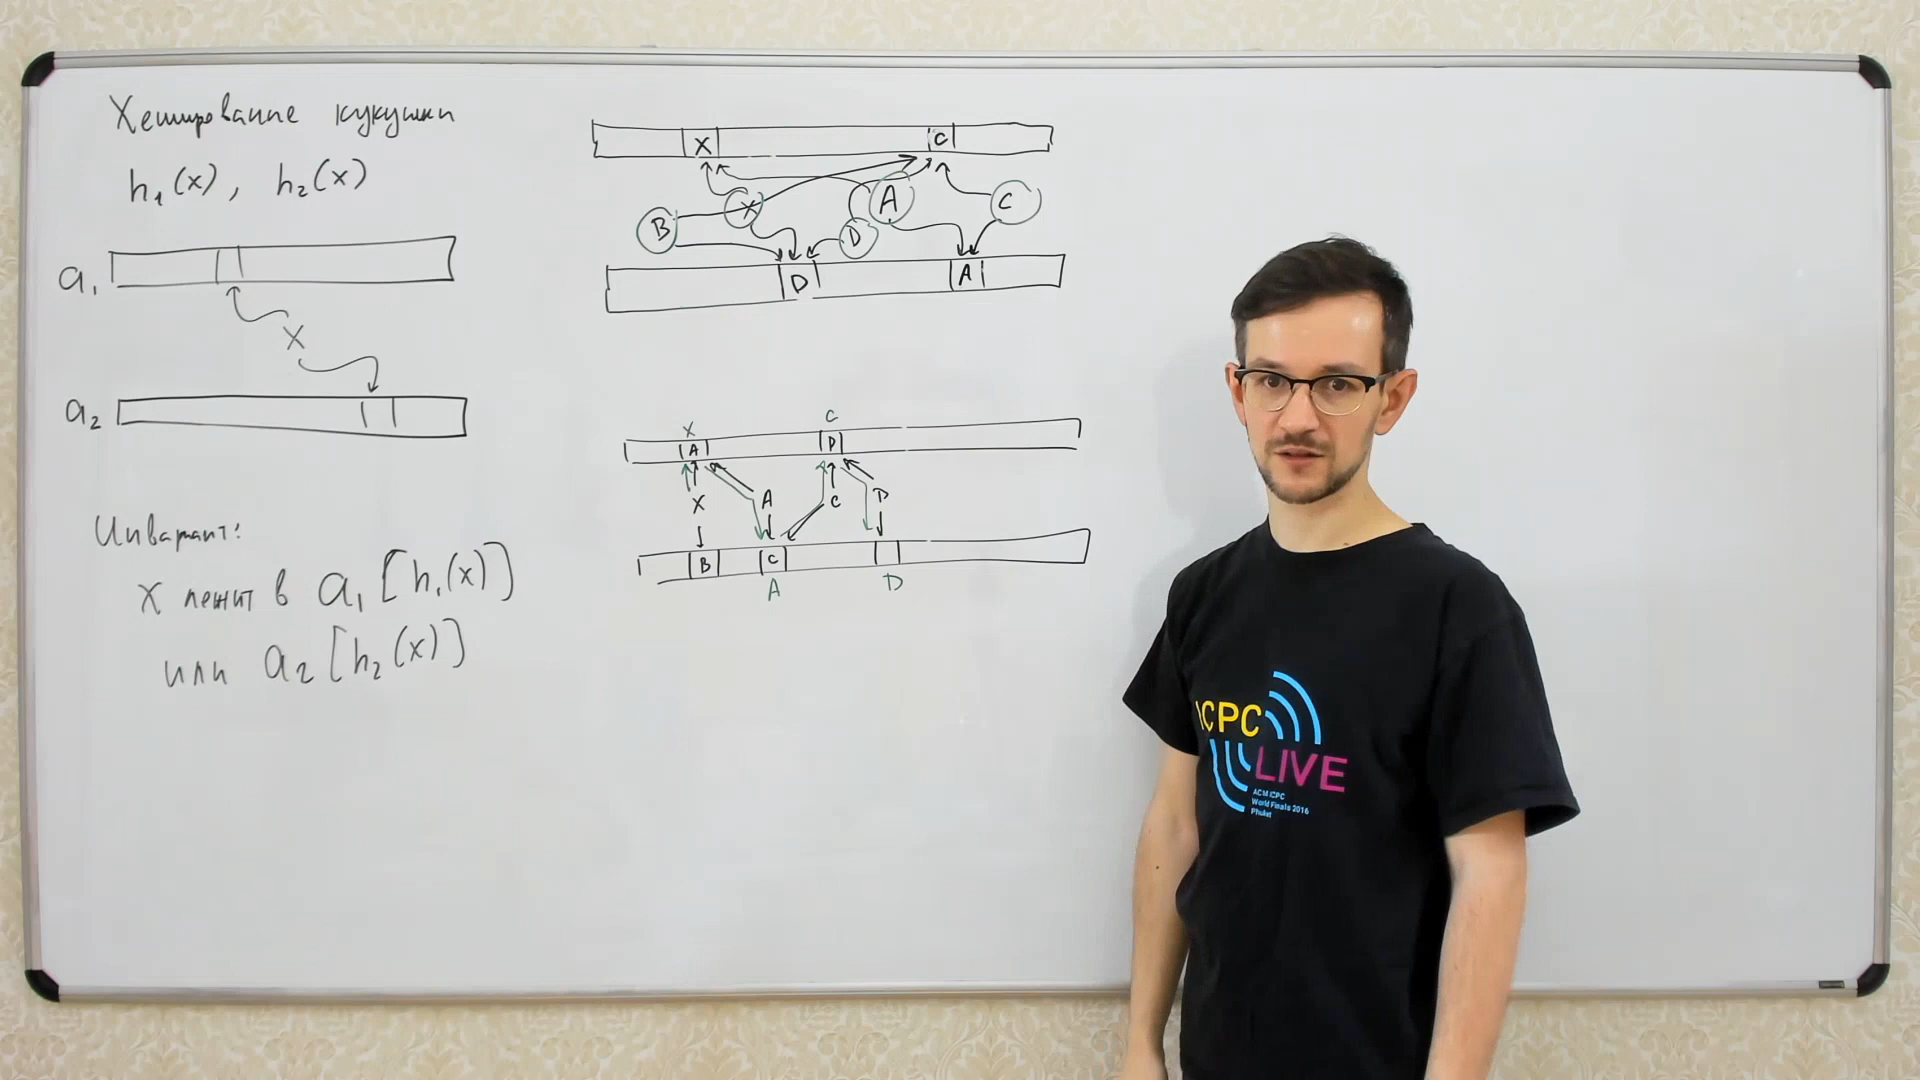 Хеширование кукушки
h₁(x), h₂(x)
a₁
x
a₂
Инвариант:
x лежит в a₁[h₁(x)]
или a₂[h₂(x)]
X C
B X D A C
D A
X C
A D
X A C D
B C
A D
ICPC
LIVE
ACM ICPC
World Finals 2016
Phuket